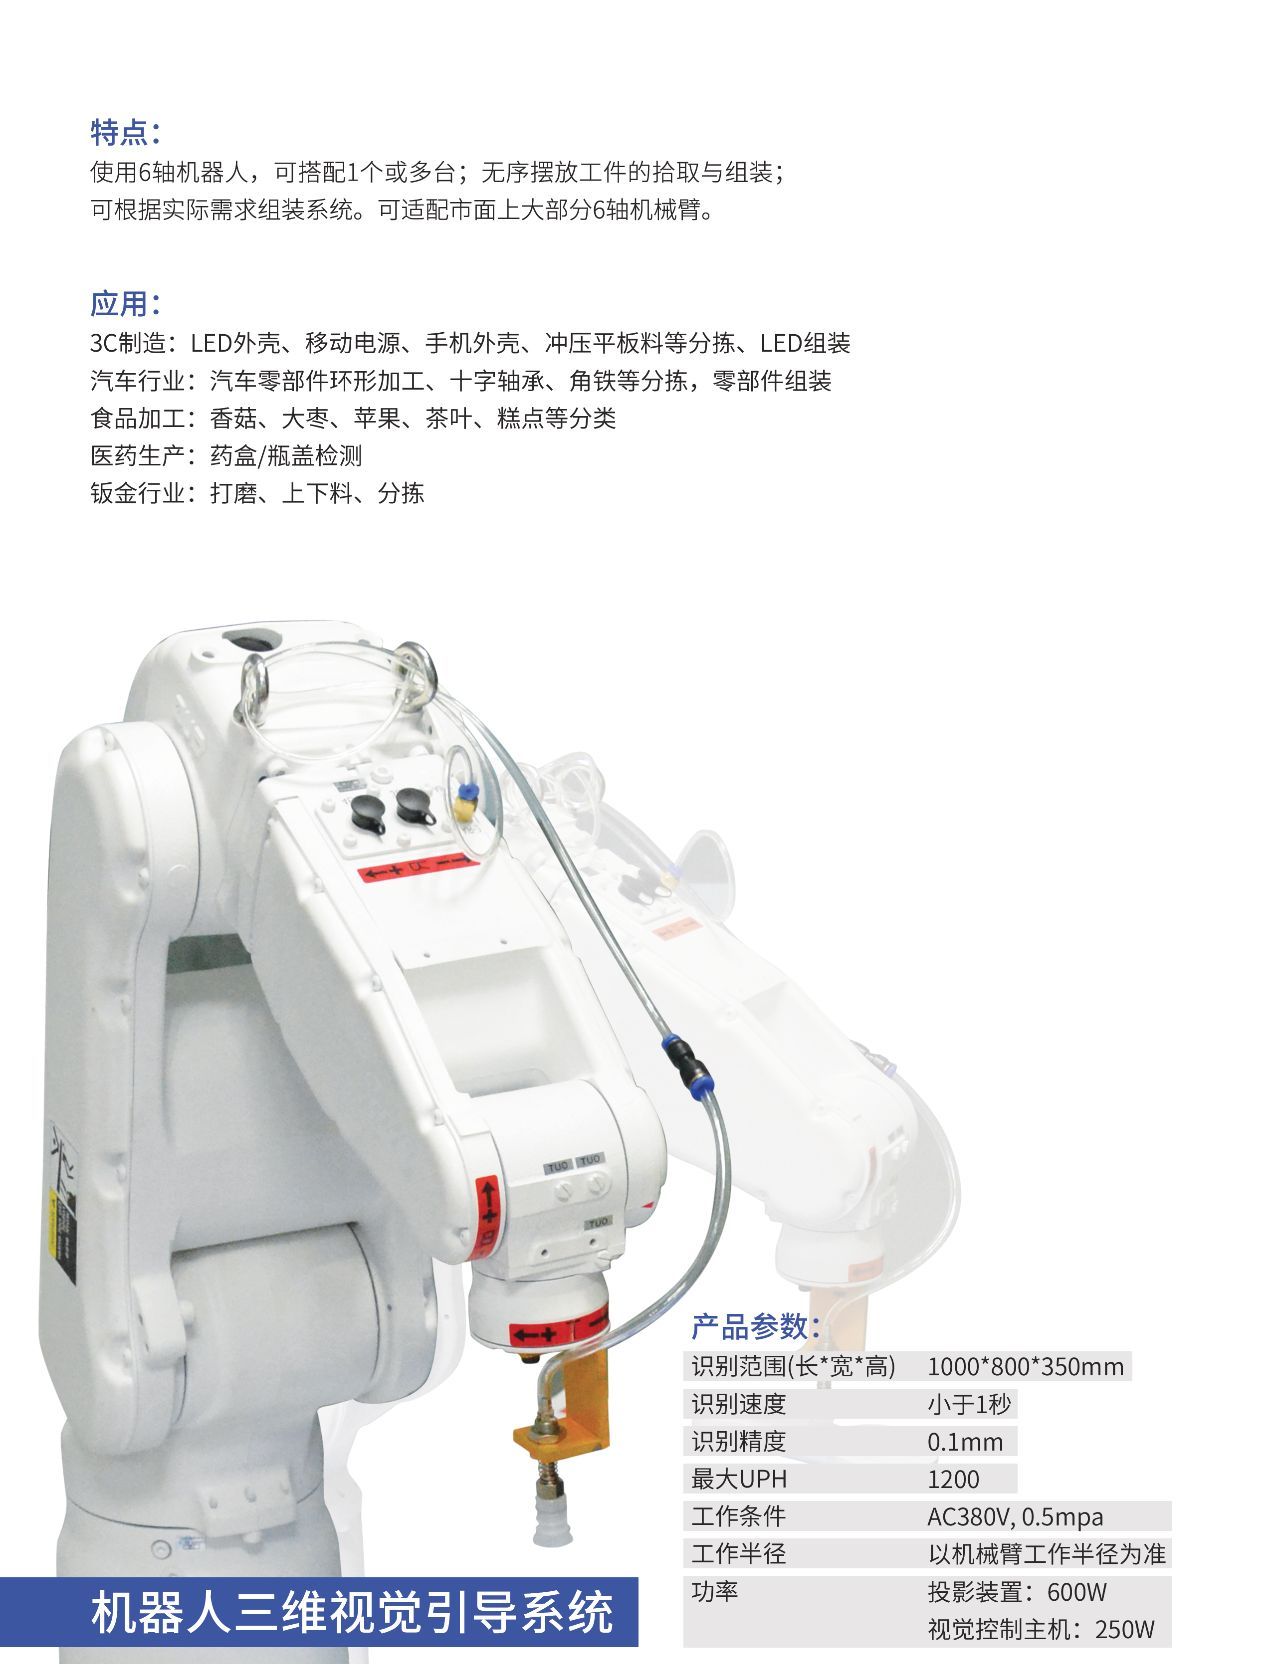 特点：
使用6轴机器人，可搭配1个或多台；无序摆放工件的拾取与组装；
可根据实际需求组装系统。可适配市面上大部分6轴机械臂。
应用：
3C制造：LED外壳、移动电源、手机外壳、冲压平板料等分拣、LED组装
汽车行业：汽车零部件环形加工、十字轴承、角铁等分拣，零部件组装
食品加工：香菇、大枣、苹果、茶叶、糕点等分类
医药生产：药盒/瓶盖检测
钣金行业：打磨、上下料、分拣
TUO TUO
TUO
产品参数：
识别范围(长*宽*高) 1000*800*350mm
识别速度 小于1秒
识别精度 0.1mm
最大UPH 1200
工作条件 AC380V, 0.5mpa
工作半径 以机械臂工作半径为准
功率 投影装置：600W
视觉控制主机：250W
机器人三维视觉引导系统